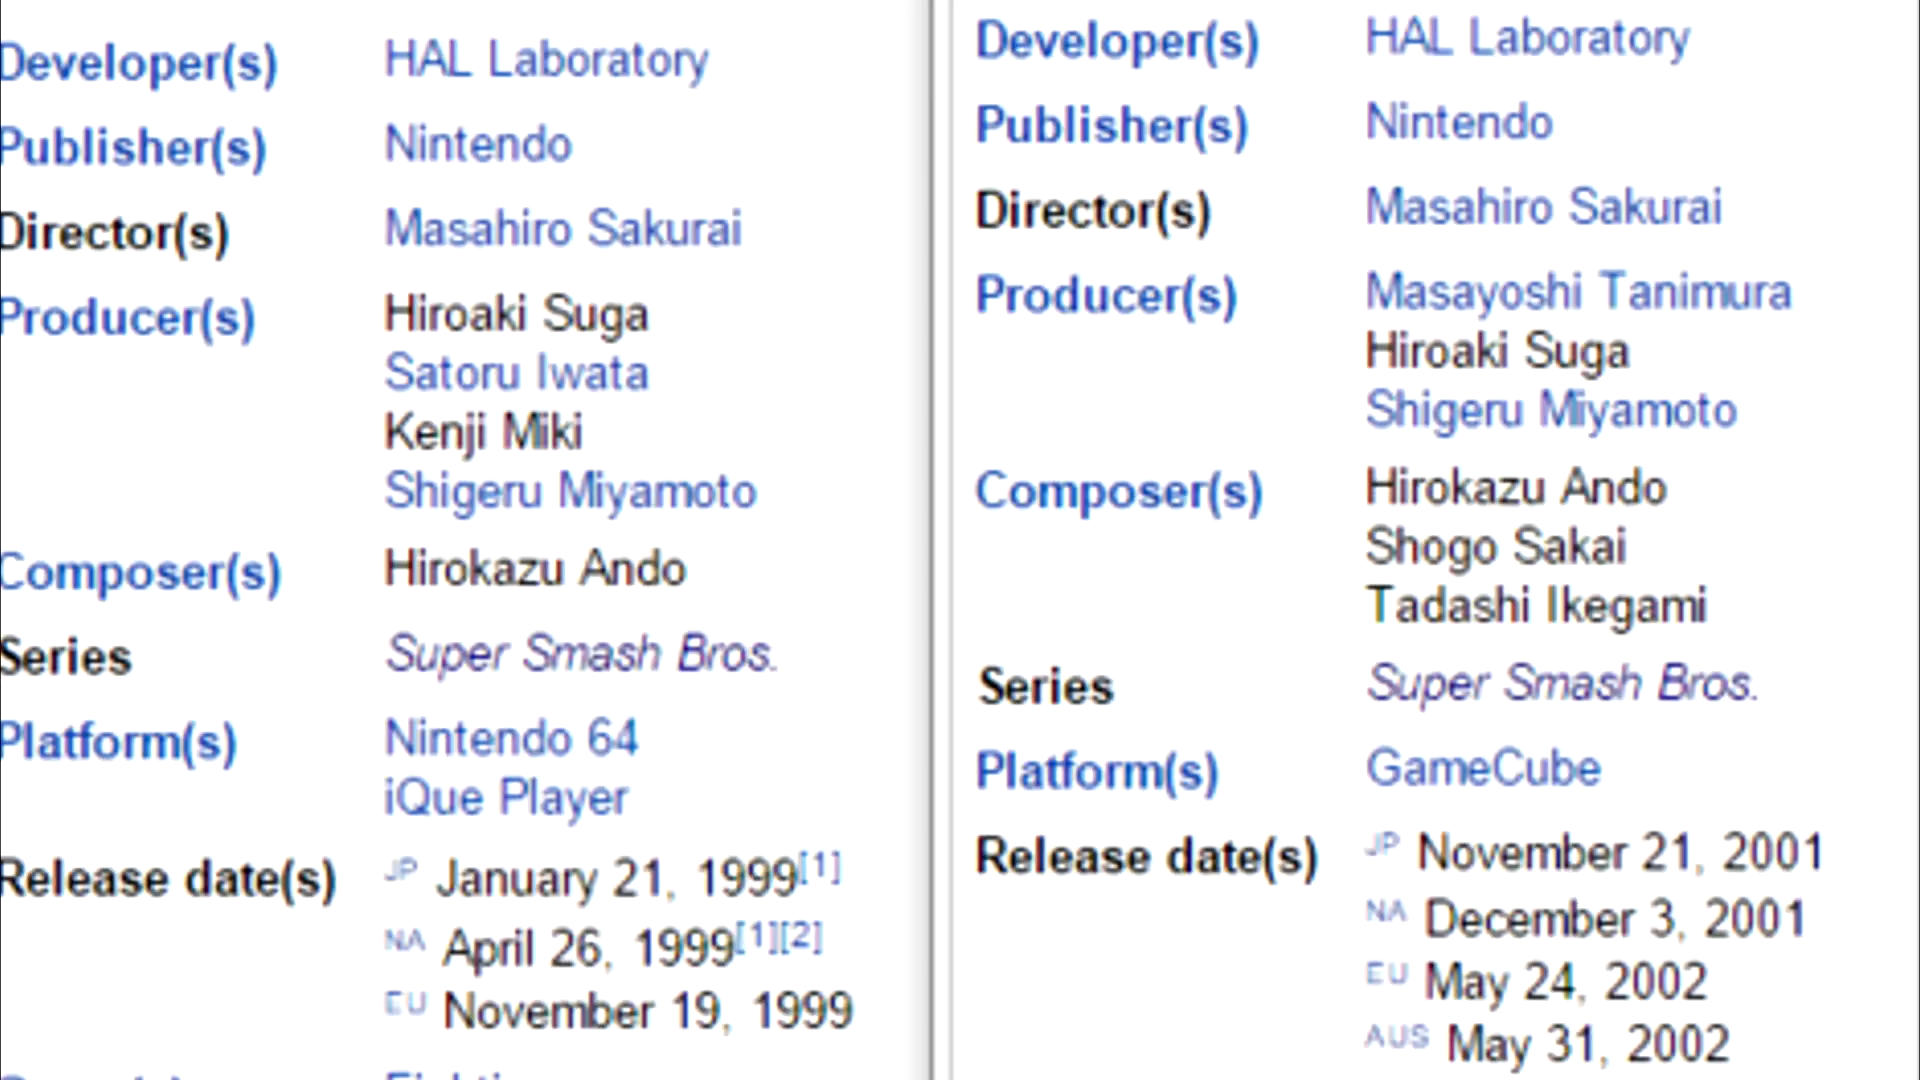 Developer(s) HAL Laboratory
Publisher(s) Nintendo
Director(s) Masahiro Sakurai
Producer(s) Hiroaki Suga
Satoru Iwata
Kenji Miki
Shigeru Miyamoto
Composer(s) Hirokazu Ando
Series Super Smash Bros.
Platform(s) Nintendo 64
iQue Player
Release date(s) JP January 21, 1999[1]
NA April 26, 1999[1][2]
EU November 19, 1999
Developer(s) HAL Laboratory
Publisher(s) Nintendo
Director(s) Masahiro Sakurai
Producer(s) Masayoshi Tanimura
Hiroaki Suga
Shigeru Miyamoto
Composer(s) Hirokazu Ando
Shogo Sakai
Tadashi Ikegami
Series Super Smash Bros.
Platform(s) GameCube
Release date(s) JP November 21, 2001
NA December 3, 2001
EU May 24, 2002
AUS May 31, 2002